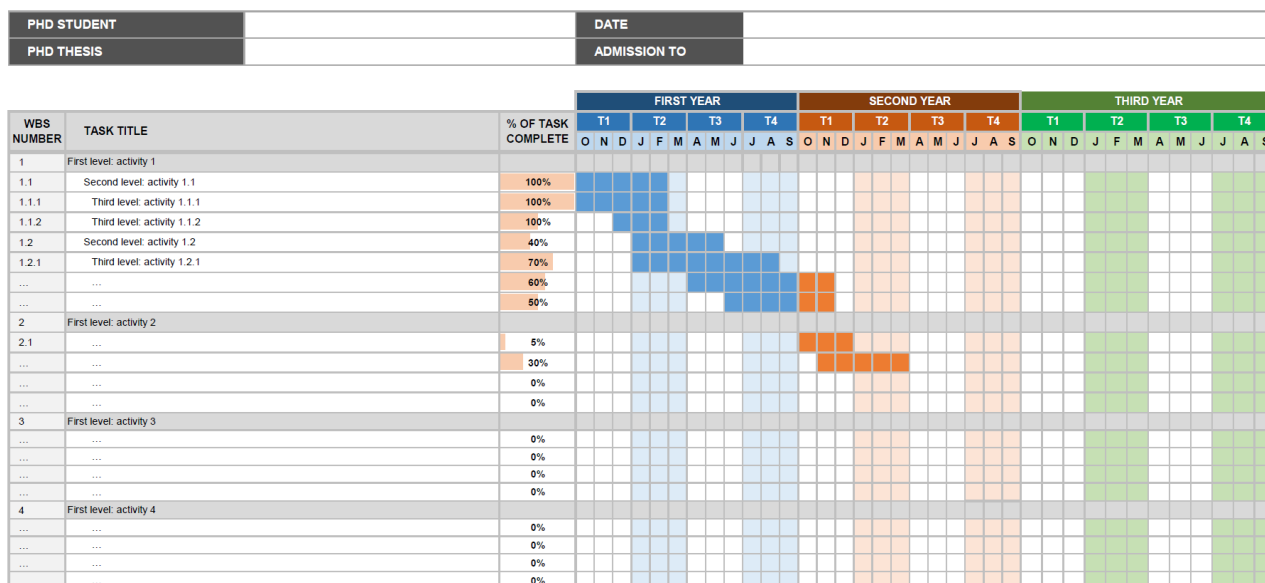 PHD STUDENT DATE
PHD THESIS ADMISSION TO
FIRST YEAR SECOND YEAR THIRD YEAR
WBS NUMBER TASK TITLE % OF TASK COMPLETE T1 T2 T3 T4 T1 T2 T3 T4 T1 T2 T3 T4
O N D J F M A M J J A S O N D J F M A M J J A S O N D J F M A M J J A S
1 First level: activity 1
1.1 Second level: activity 1.1 100%
1.1.1 Third level: activity 1.1.1 100%
1.1.2 Third level: activity 1.1.2 100%
1.2 Second level: activity 1.2 40%
1.2.1 Third level: activity 1.2.1 70%
... ... 60%
... ... 50%
2 First level: activity 2
2.1 ... 5%
... ... 30%
... ... 0%
... ... 0%
3 First level: activity 3
... ... 0%
... ... 0%
... ... 0%
... ... 0%
4 First level: activity 4
... ... 0%
... ... 0%
... ... 0%
0%